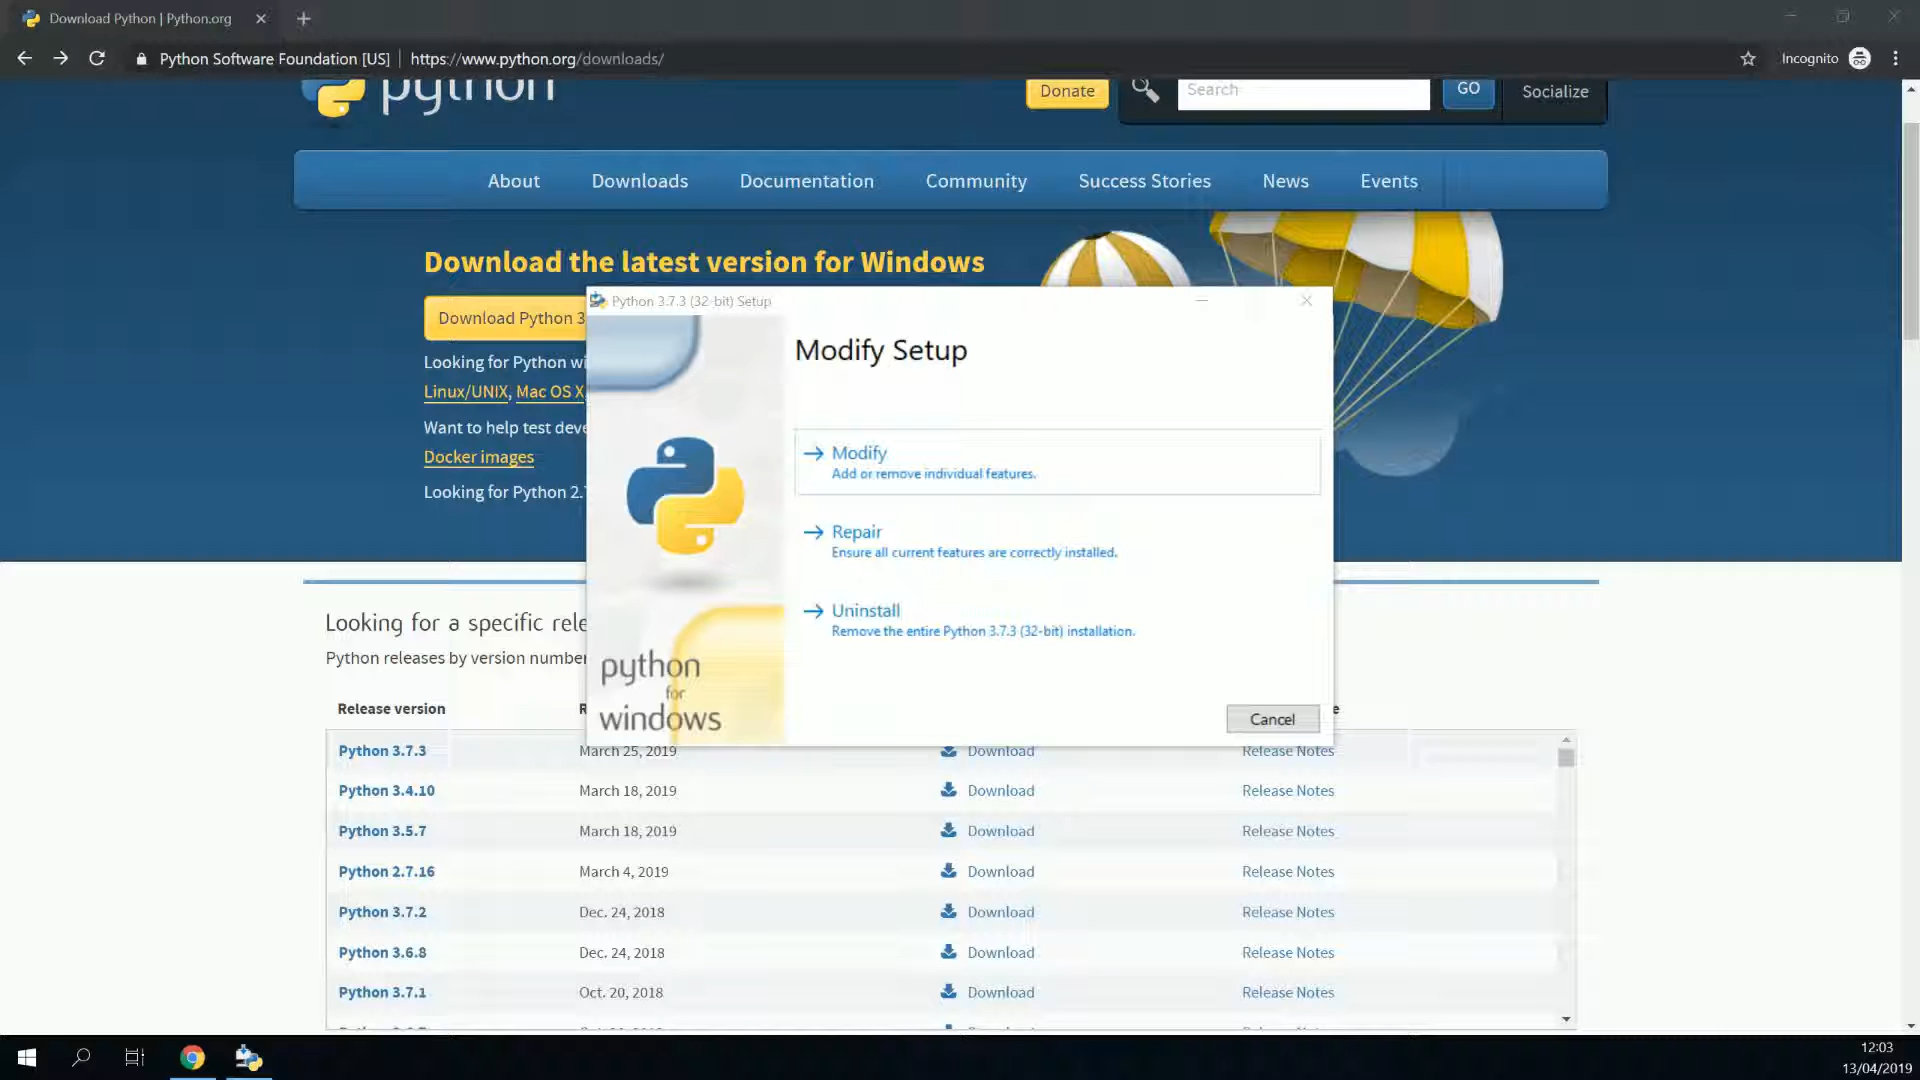 Download Python | Python.org
Python Software Foundation [US]
https://www.python.org/downloads/
Incognito
python
Donate
Search
GO
Socialize
About
Downloads
Documentation
Community
Success Stories
News
Events
Download the latest version for Windows
Download Python 3
Looking for Python wi
Linux/UNIX, Mac OS X
Want to help test deve
Docker images
Looking for Python 2.7
Python 3.7.3 (32-bit) Setup
Modify Setup
Modify
Add or remove individual features.
Repair
Ensure all current features are correctly installed.
Uninstall
Remove the entire Python 3.7.3 (32-bit) installation.
python
for
windows
Cancel
Looking for a specific rele
Python releases by version number
Release version
Python 3.7.3 March 25, 2019 Download Release Notes
Python 3.4.10 March 18, 2019 Download Release Notes
Python 3.5.7 March 18, 2019 Download Release Notes
Python 2.7.16 March 4, 2019 Download Release Notes
Python 3.7.2 Dec. 24, 2018 Download Release Notes
Python 3.6.8 Dec. 24, 2018 Download Release Notes
Python 3.7.1 Oct. 20, 2018 Download Release Notes
12:03
13/04/2019